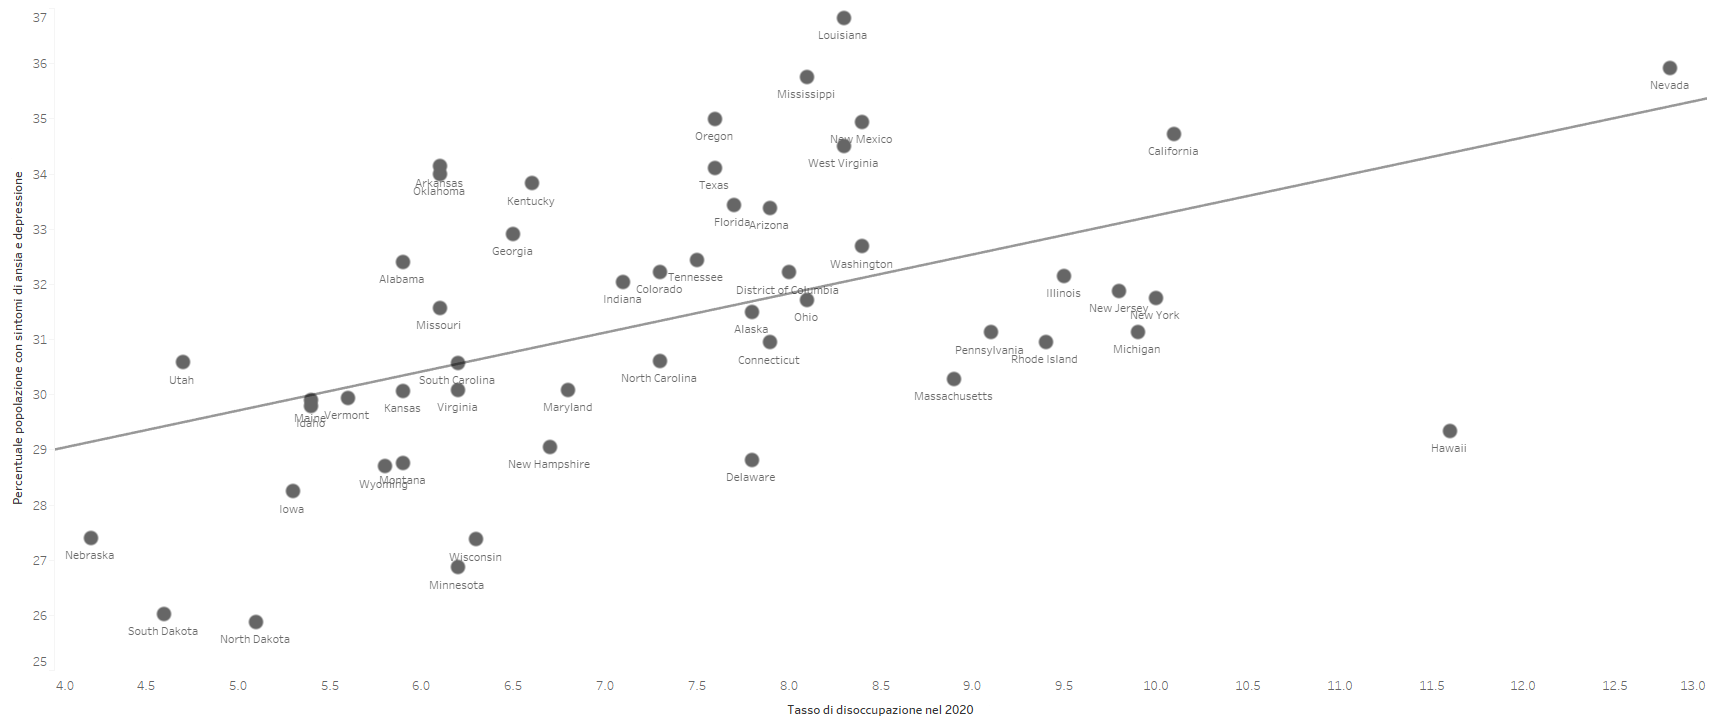 37
Louisiana
36
Nevada
Mississippi
35
Oregon
New Mexico
California
West Virginia
34
Texas
Arkansas
Oklahoma
Kentucky
Florida
Arizona
33
Georgia
Washington
Alabama
Tennessee
32
Colorado
District of Columbia
Illinois
Indiana
New Jersey
New York
Ohio
Missouri
Alaska
31
Pennsylvania
Michigan
Connecticut
Rhode Island
Utah
South Carolina
North Carolina
30
Massachusetts
Kansas
Virginia
Maryland
Vermont
Maine
Idaho
29
Hawaii
New Hampshire
Delaware
Montana
Wyoming
28
Iowa
27
Nebraska
Wisconsin
Minnesota
26
South Dakota
North Dakota
25
Percentuale popolazione con sintomi di ansia e depressione
4.0 4.5 5.0 5.5 6.0 6.5 7.0 7.5 8.0 8.5 9.0 9.5 10.0 10.5 11.0 11.5 12.0 12.5 13.0
Tasso di disoccupazione nel 2020